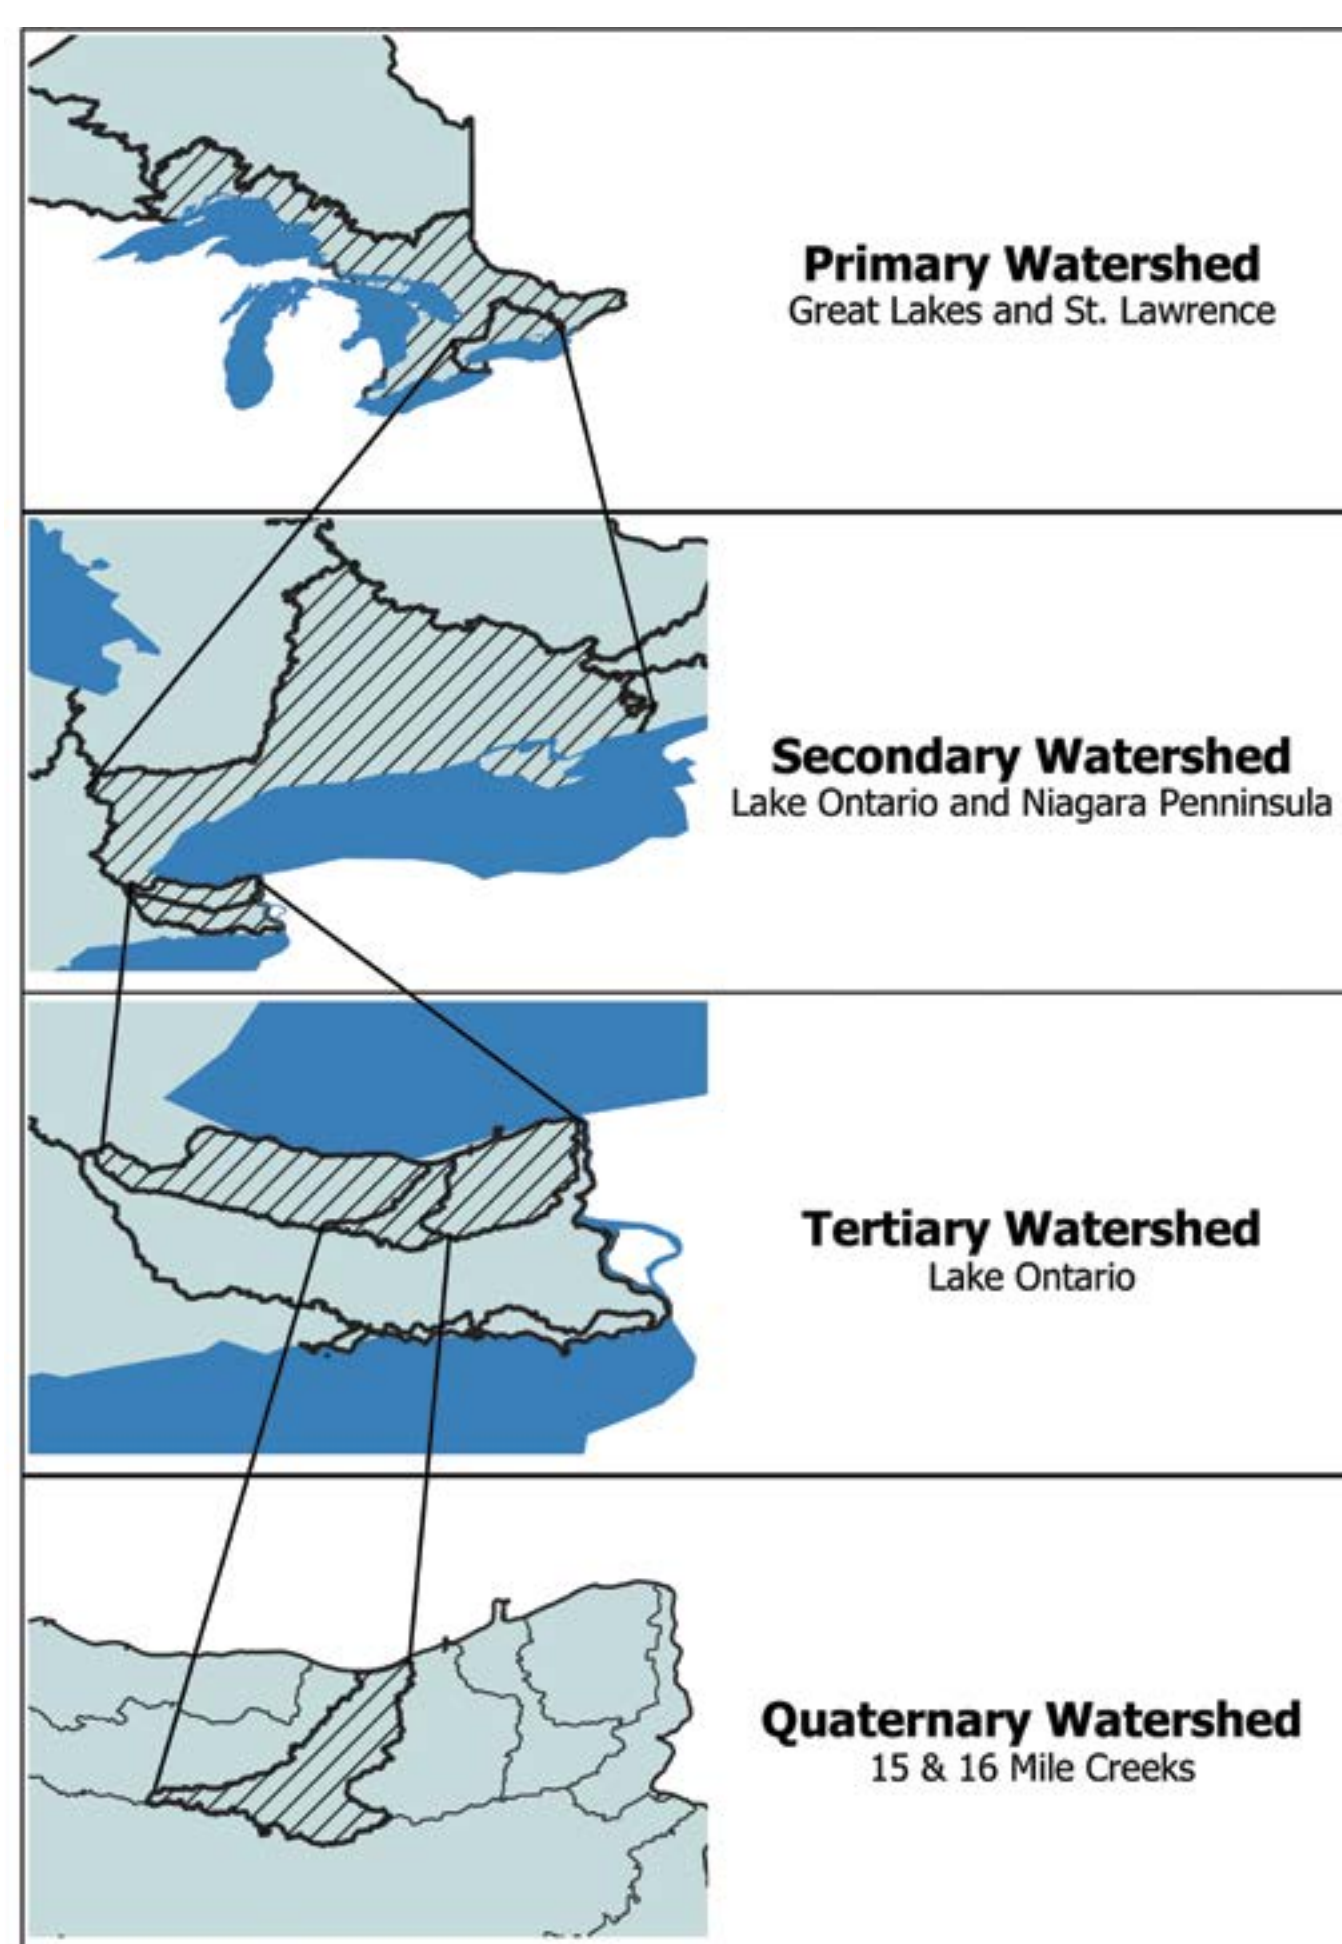 Primary Watershed
Great Lakes and St. Lawrence
Secondary Watershed
Lake Ontario and Niagara Penninsula
Tertiary Watershed
Lake Ontario
Quaternary Watershed
15 & 16 Mile Creeks